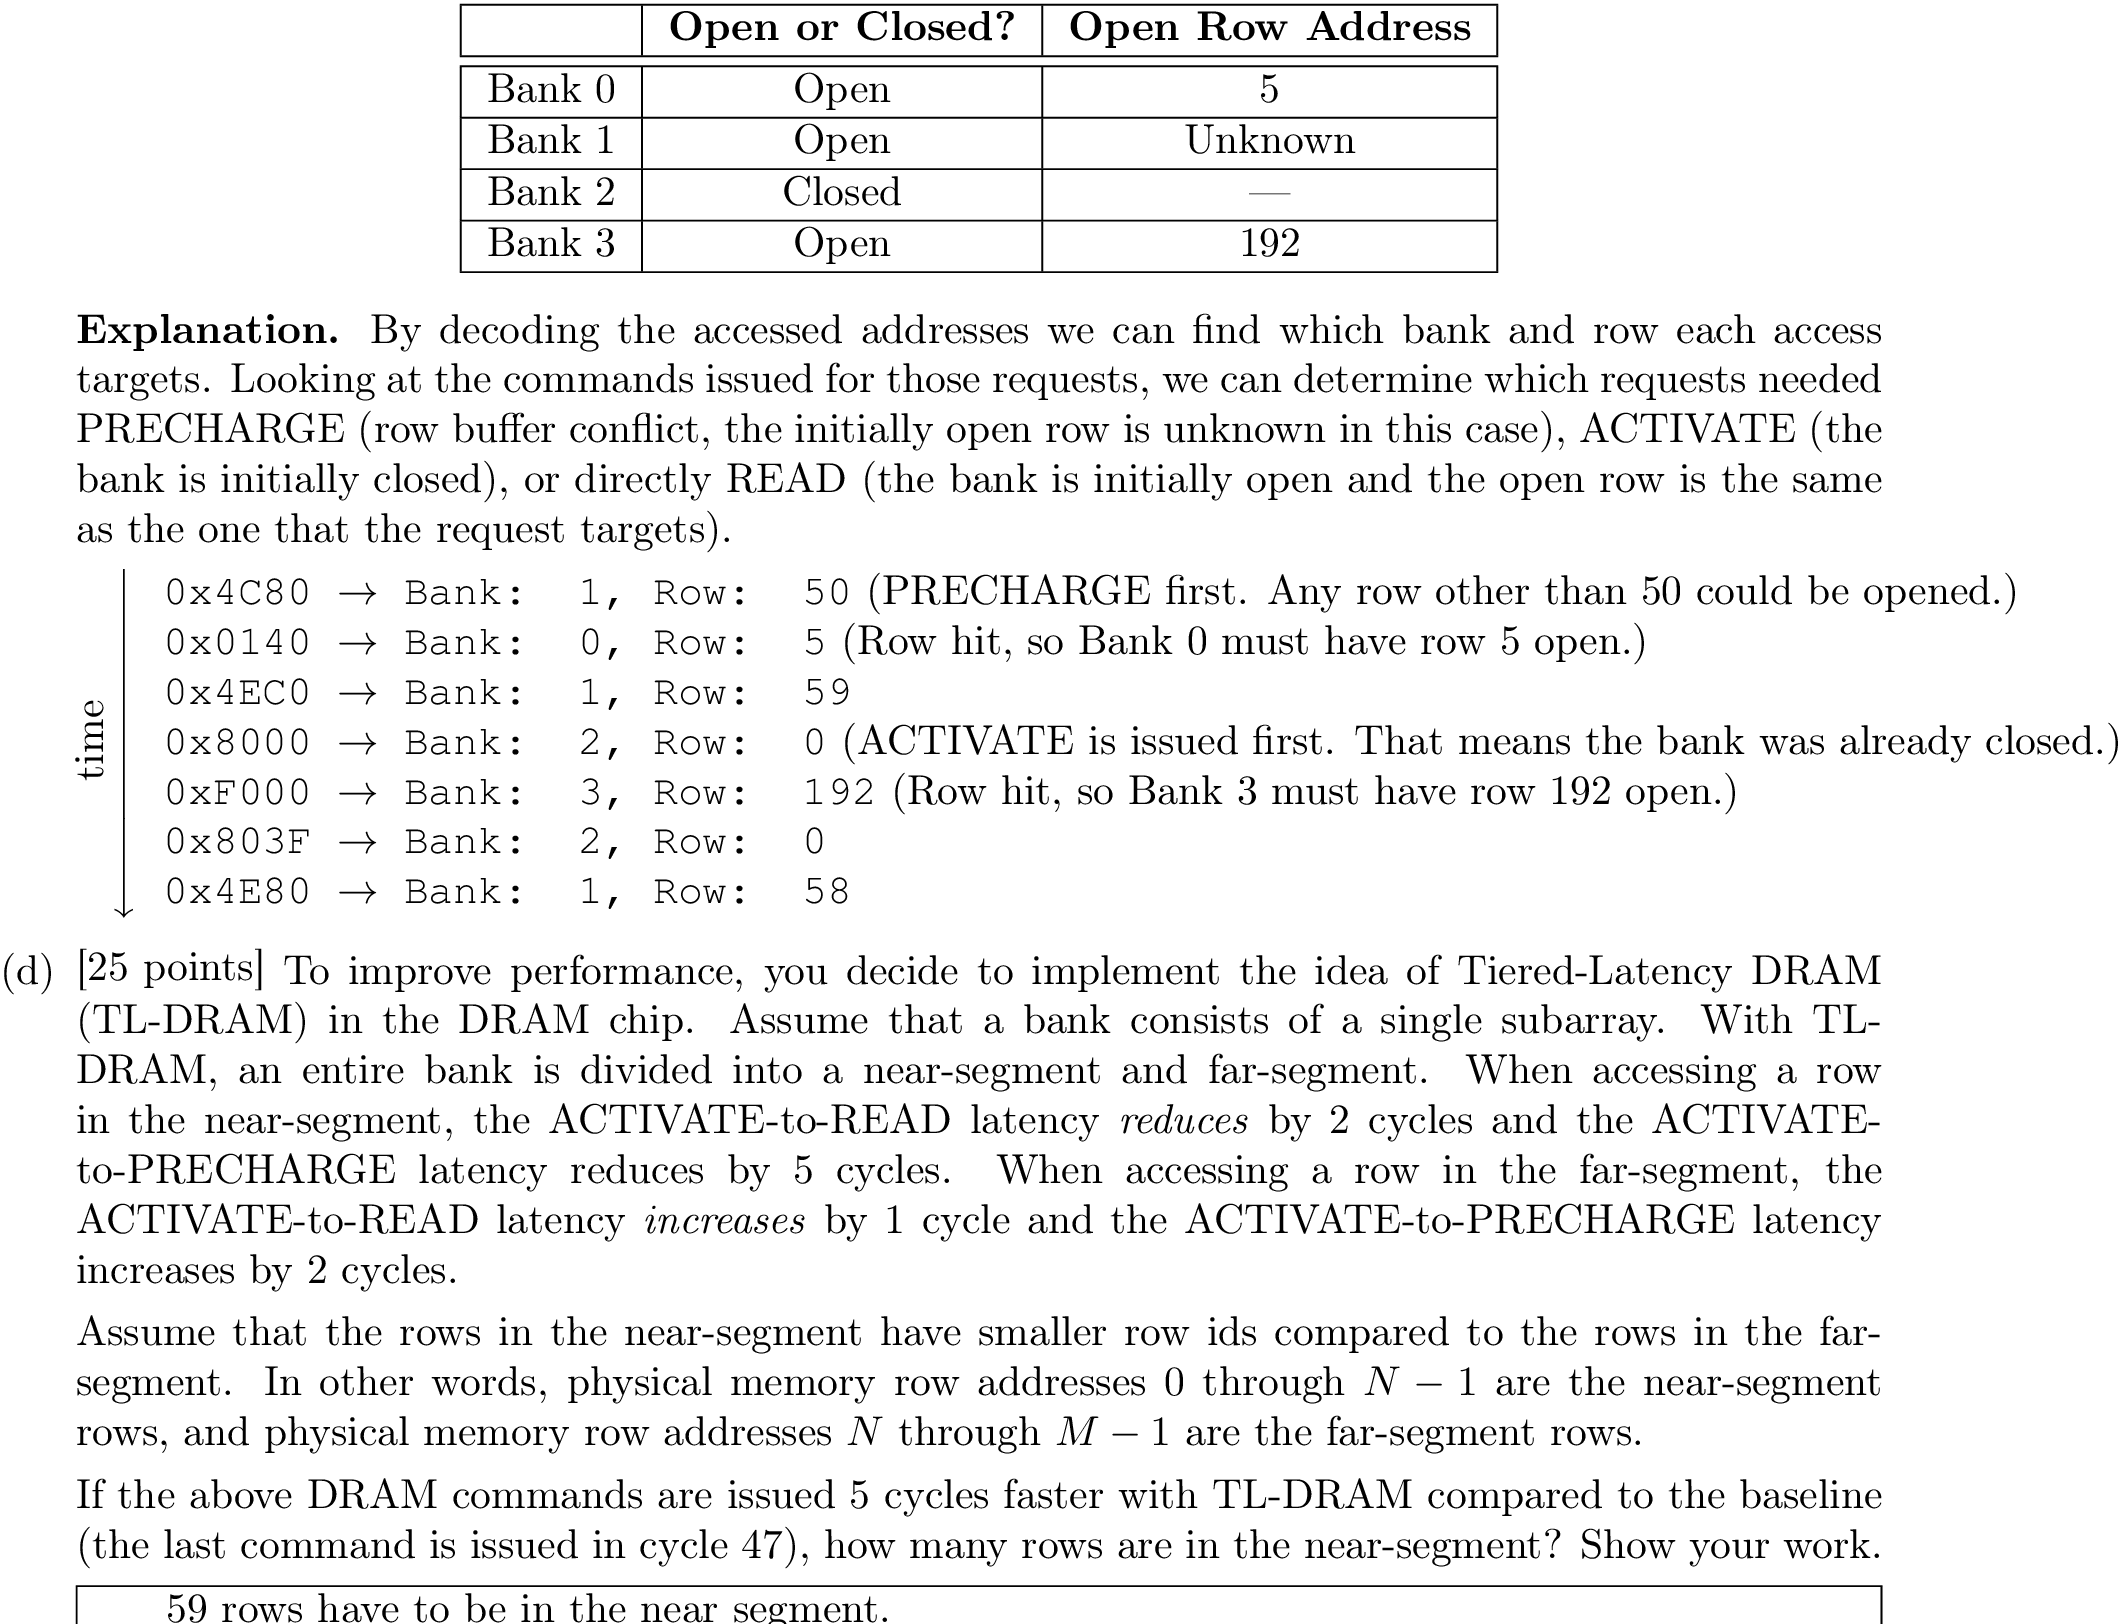 Open or Closed? Open Row Address
Bank 0 Open 5
Bank 1 Open Unknown
Bank 2 Closed —
Bank 3 Open 192
Explanation. By decoding the accessed addresses we can find which bank and row each access
targets. Looking at the commands issued for those requests, we can determine which requests needed
PRECHARGE (row buffer conflict, the initially open row is unknown in this case), ACTIVATE (the
bank is initially closed), or directly READ (the bank is initially open and the open row is the same
as the one that the request targets).
time
0x4C80 → Bank: 1, Row: 50 (PRECHARGE first. Any row other than 50 could be opened.)
0x0140 → Bank: 0, Row: 5 (Row hit, so Bank 0 must have row 5 open.)
0x4EC0 → Bank: 1, Row: 59
0x8000 → Bank: 2, Row: 0 (ACTIVATE is issued first. That means the bank was already closed.)
0xF000 → Bank: 3, Row: 192 (Row hit, so Bank 3 must have row 192 open.)
0x803F → Bank: 2, Row: 0
0x4E80 → Bank: 1, Row: 58
(d) [25 points] To improve performance, you decide to implement the idea of Tiered-Latency DRAM
(TL-DRAM) in the DRAM chip. Assume that a bank consists of a single subarray. With TL-
DRAM, an entire bank is divided into a near-segment and far-segment. When accessing a row
in the near-segment, the ACTIVATE-to-READ latency reduces by 2 cycles and the ACTIVATE-
to-PRECHARGE latency reduces by 5 cycles. When accessing a row in the far-segment, the
ACTIVATE-to-READ latency increases by 1 cycle and the ACTIVATE-to-PRECHARGE latency
increases by 2 cycles.
Assume that the rows in the near-segment have smaller row ids compared to the rows in the far-
segment. In other words, physical memory row addresses 0 through N − 1 are the near-segment
rows, and physical memory row addresses N through M − 1 are the far-segment rows.
If the above DRAM commands are issued 5 cycles faster with TL-DRAM compared to the baseline
(the last command is issued in cycle 47), how many rows are in the near-segment? Show your work.
59 rows have to be in the near segment.